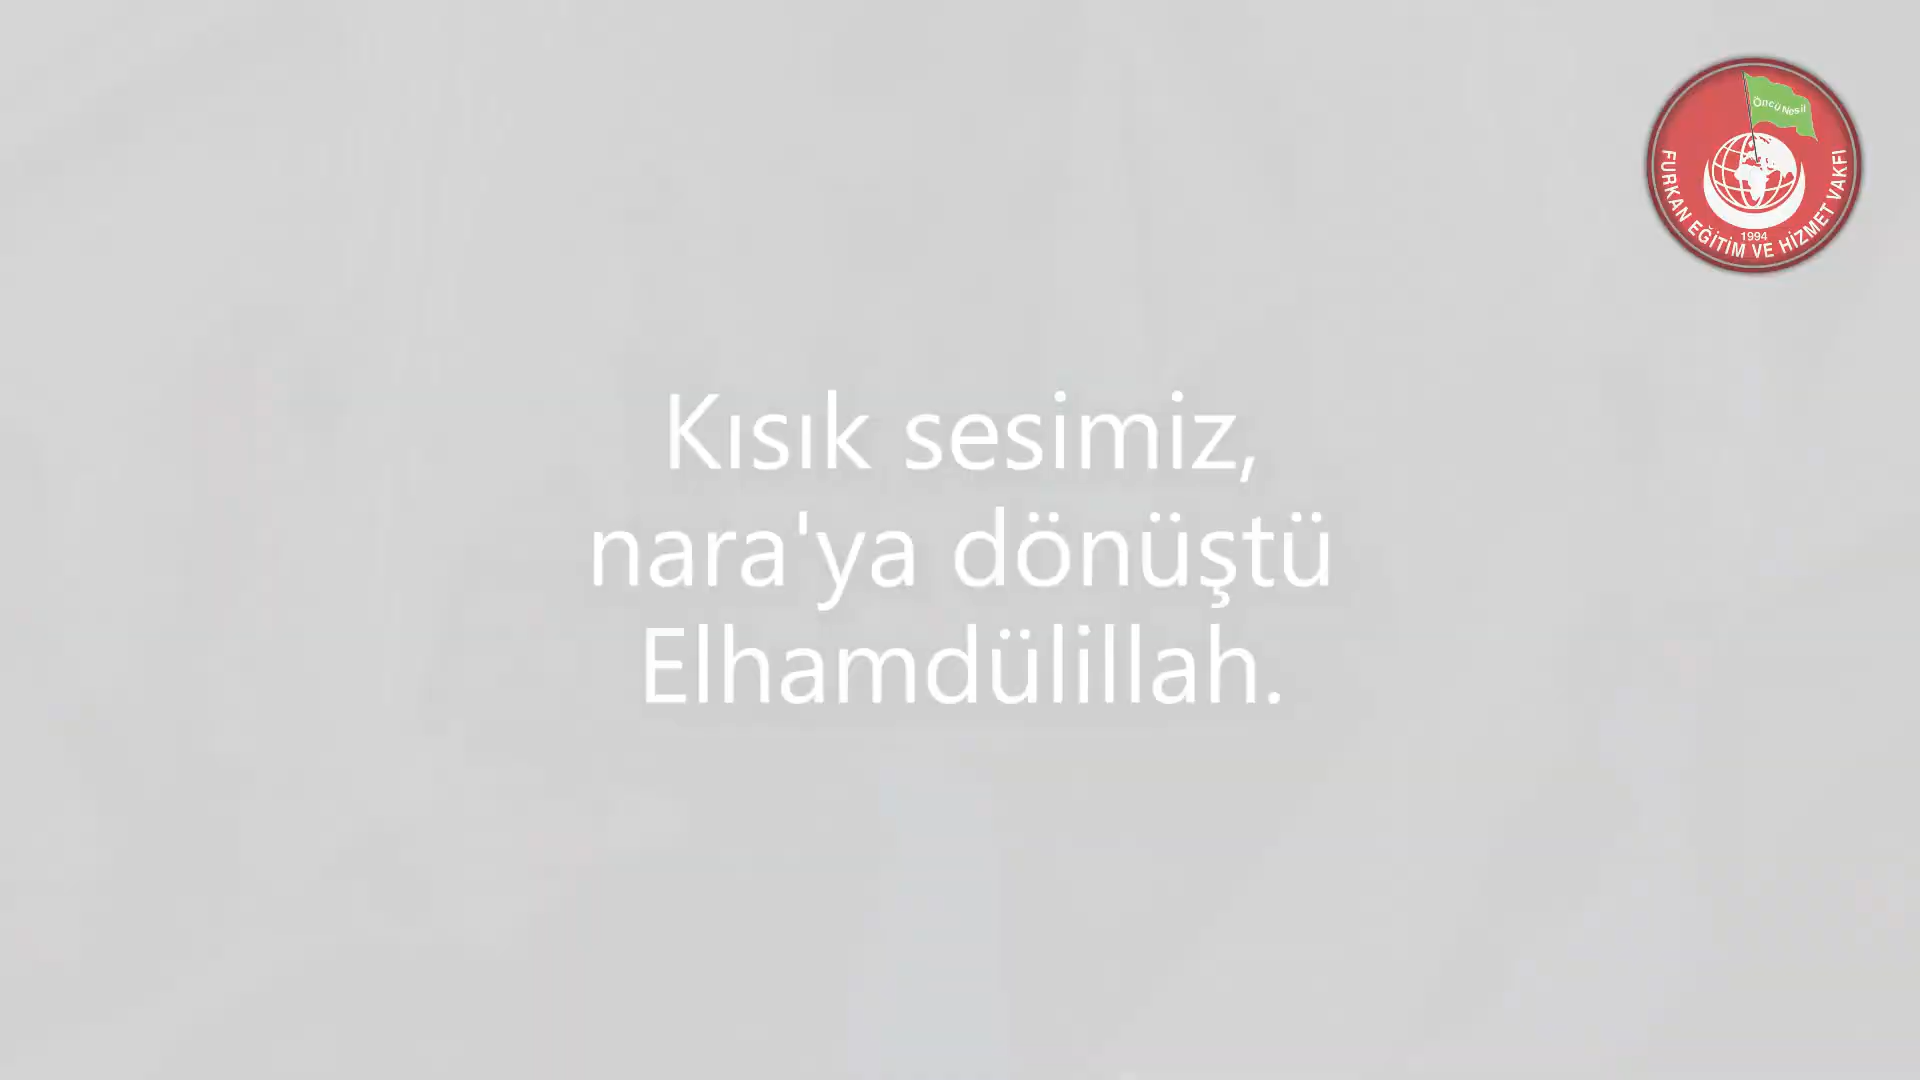 Öncü Nesil
FURKAN EĞİTİM VE HİZMET VAKFI
1994
Kısık sesimiz,
nara'ya dönüştü
Elhamdülillah.